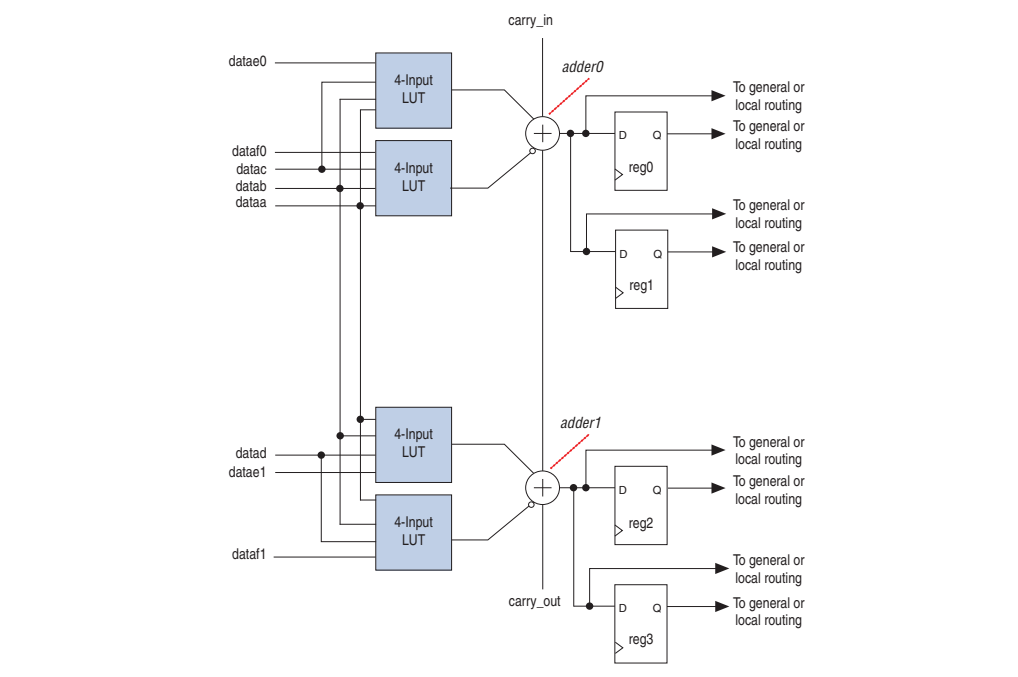 carry_in
datae0
4-Input
LUT
adder0
To general or
local routing
To general or
local routing
D Q
reg0
dataf0
datac
datab
dataa
4-Input
LUT
To general or
local routing
To general or
local routing
D Q
reg1
4-Input
LUT
adder1
datad
datae1
To general or
local routing
To general or
local routing
D Q
reg2
4-Input
LUT
dataf1
carry_out
To general or
local routing
To general or
local routing
D Q
reg3